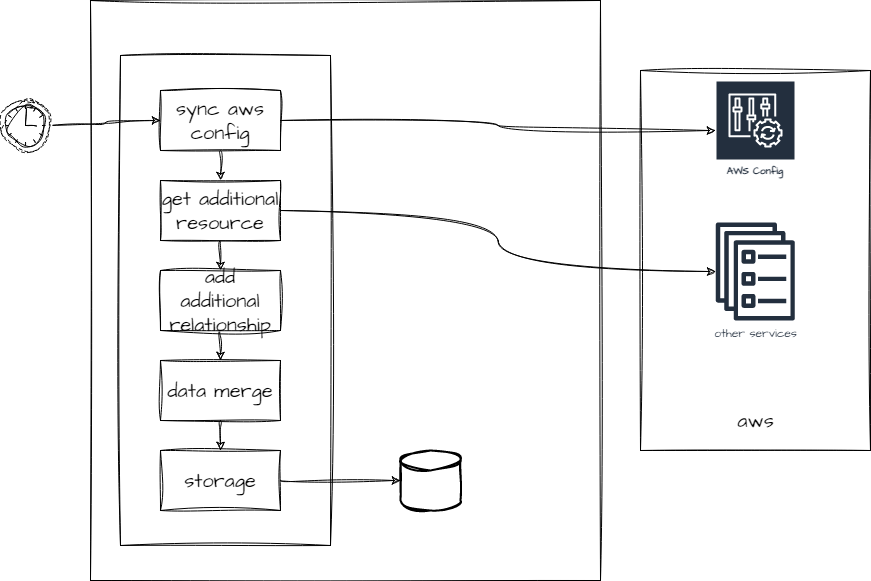 sync aws
config
get additional
resource
add
additional
relationship
data merge
storage
AWS Config
other services
aws